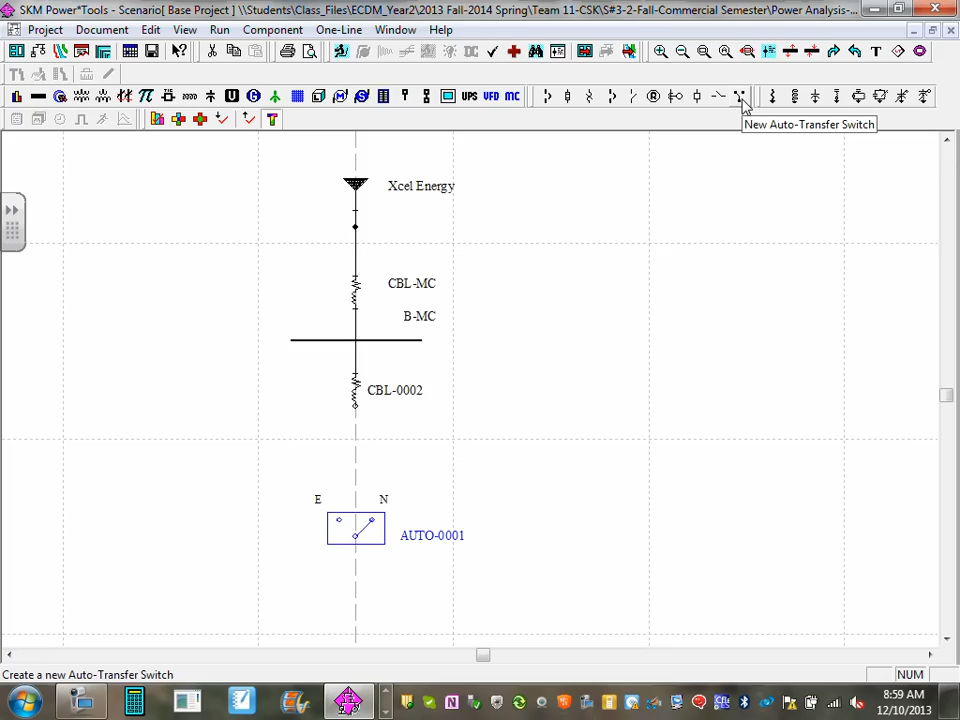 SKM Power*Tools - Scenario[ Base Project ] \\Students\Class_Files\ECDM_Year2\2013 Fall-2014 Spring\Team 11-CSK\S#3-2-Fall-Commercial Semester\Power Analysis-...
Project Document Edit View Run Component One-Line Window Help
DC
T
UPS VFD MC
New Auto-Transfer Switch
Xcel Energy
CBL-MC
B-MC
CBL-0002
E N
AUTO-0001
Create a new Auto-Transfer Switch
NUM
8:59 AM
12/10/2013